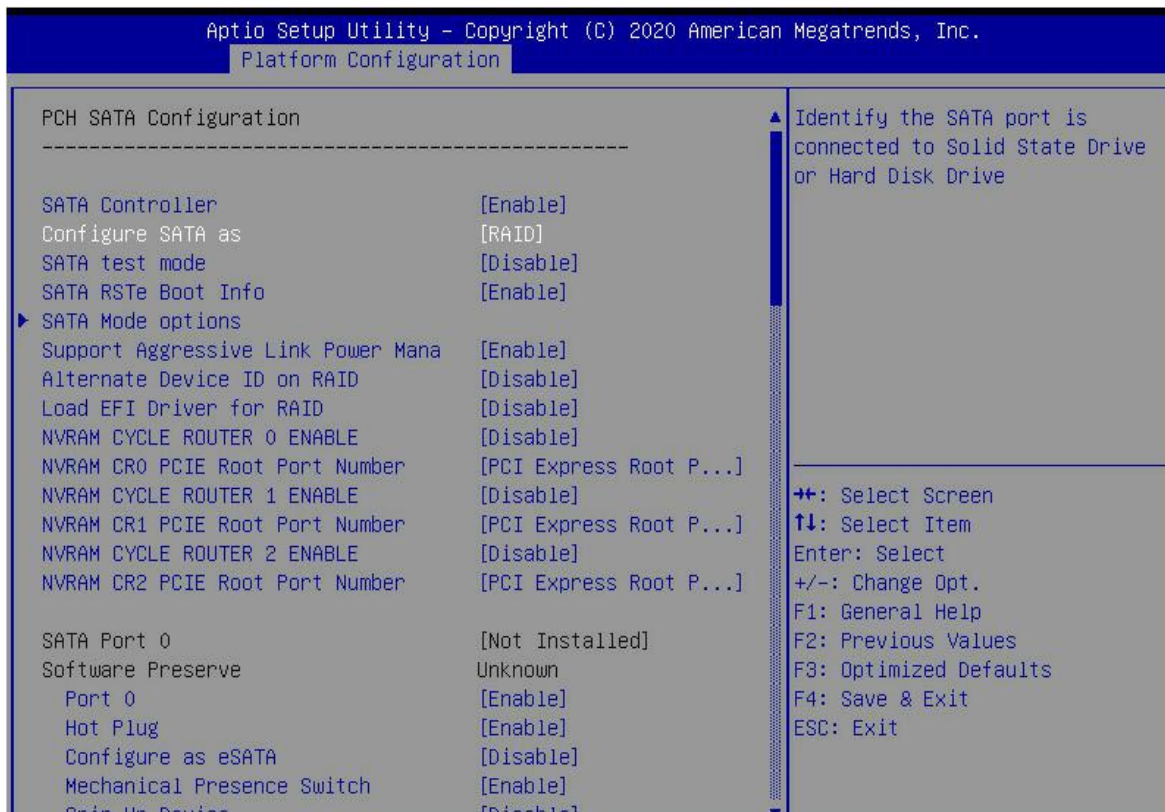 Aptio Setup Utility – Copyright (C) 2020 American Megatrends, Inc.
Platform Configuration
PCH SATA Configuration
--------------------------------------------------
SATA Controller [Enable]
Configure SATA as [RAID]
SATA test mode [Disable]
SATA RSTe Boot Info [Enable]
SATA Mode options
Support Aggressive Link Power Mana [Enable]
Alternate Device ID on RAID [Disable]
Load EFI Driver for RAID [Disable]
NVRAM CYCLE ROUTER 0 ENABLE [Disable]
NVRAM CR0 PCIE Root Port Number [PCI Express Root P...]
NVRAM CYCLE ROUTER 1 ENABLE [Disable]
NVRAM CR1 PCIE Root Port Number [PCI Express Root P...]
NVRAM CYCLE ROUTER 2 ENABLE [Disable]
NVRAM CR2 PCIE Root Port Number [PCI Express Root P...]
SATA Port 0 [Not Installed]
Software Preserve Unknown
Port 0 [Enable]
Hot Plug [Enable]
Configure as eSATA [Disable]
Mechanical Presence Switch [Enable]
Spin Up Device [Disable]
Identify the SATA port is
connected to Solid State Drive
or Hard Disk Drive
→←: Select Screen
↑↓: Select Item
Enter: Select
+/-: Change Opt.
F1: General Help
F2: Previous Values
F3: Optimized Defaults
F4: Save & Exit
ESC: Exit